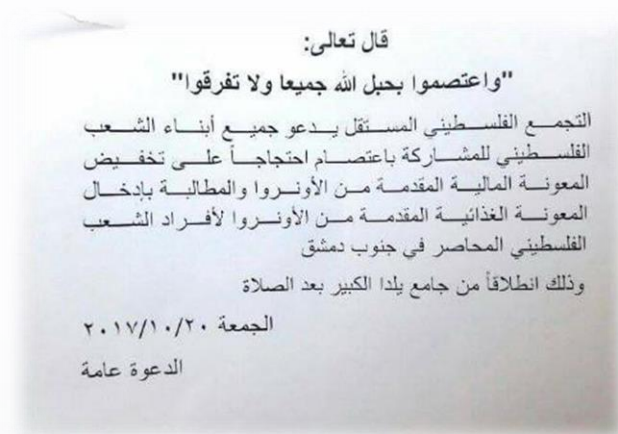 قال تعالى:
"واعتصموا بحبل الله جميعا ولا تفرقوا"
التجمع الفلسطيني المستقل يدعو جميع أبناء الشعب
الفلسطيني للمشاركة باعتصام احتجاجاً على تخفيض
المعونة المالية المقدمة من الأونروا والمطالبة بإدخال
المعونة الغذائية المقدمة من الأونروا لأفراد الشعب
الفلسطيني المحاصر في جنوب دمشق
وذلك انطلاقاً من جامع يلدا الكبير بعد الصلاة
الجمعة ٢٠١٧/١٠/٢٠
الدعوة عامة